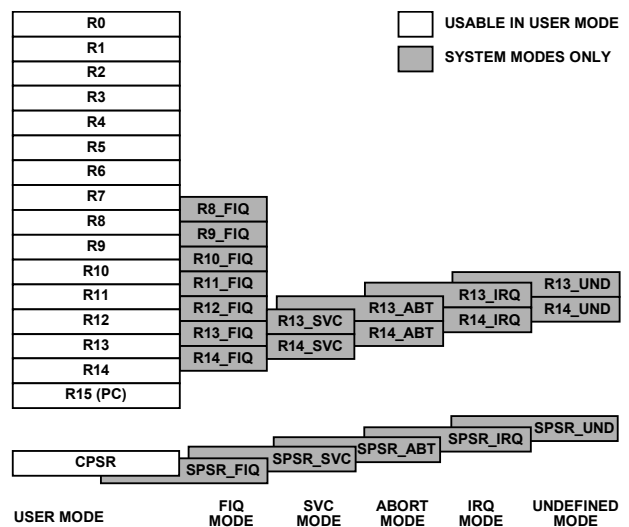 R0
R1
R2
R3
R4
R5
R6
R7
R8
R9
R10
R11
R12
R13
R14
R15 (PC)
USABLE IN USER MODE
SYSTEM MODES ONLY
R8_FIQ
R9_FIQ
R10_FIQ
R11_FIQ
R12_FIQ
R13_FIQ
R14_FIQ
R13_SVC
R14_SVC
R13_ABT
R14_ABT
R13_IRQ
R14_IRQ
R13_UND
R14_UND
CPSR
SPSR_FIQ
SPSR_SVC
SPSR_ABT
SPSR_IRQ
SPSR_UND
USER MODE
FIQ
MODE
SVC
MODE
ABORT
MODE
IRQ
MODE
UNDEFINED
MODE